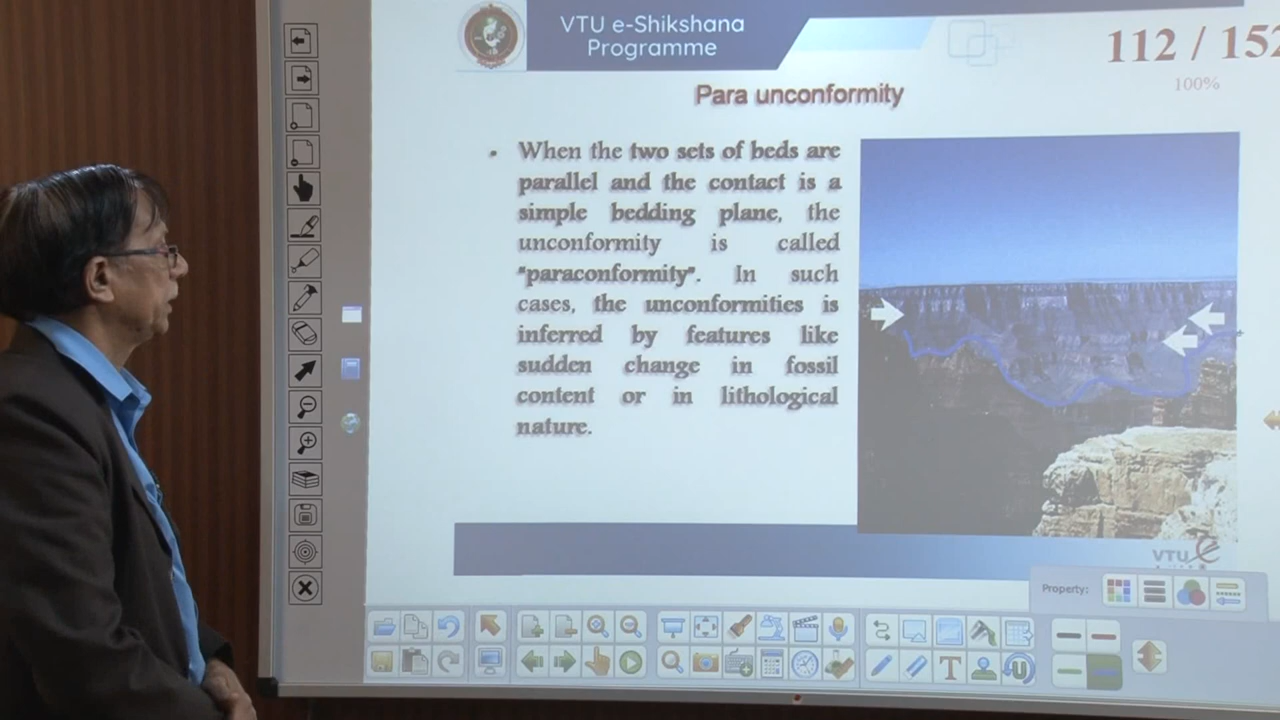 VTU e-Shikshana
Programme
112 / 152
100%
Para unconformity
• When the two sets of beds are
parallel and the contact is a
simple bedding plane, the
unconformity is called
"paraconformity". In such
cases, the unconformities is
inferred by features like
sudden change in fossil
content or in lithological
nature.
VTU
Property: